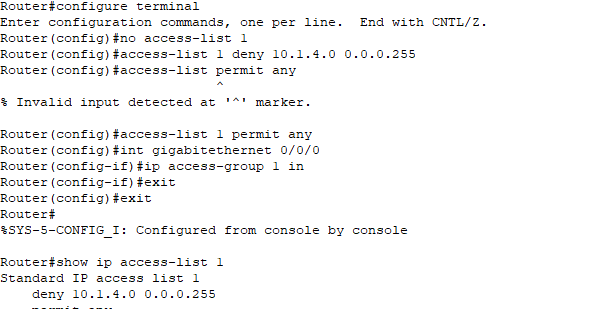 Router#configure terminal
Enter configuration commands, one per line.  End with CNTL/Z.
Router(config)#no access-list 1
Router(config)#access-list 1 deny 10.1.4.0 0.0.0.255
Router(config)#access-list permit any
^
% Invalid input detected at '^' marker.
Router(config)#access-list 1 permit any
Router(config)#int gigabitethernet 0/0/0
Router(config-if)#ip access-group 1 in
Router(config-if)#exit
Router(config)#exit
Router#
%SYS-5-CONFIG_I: Configured from console by console
Router#show ip access-list 1
Standard IP access list 1
deny 10.1.4.0 0.0.0.255